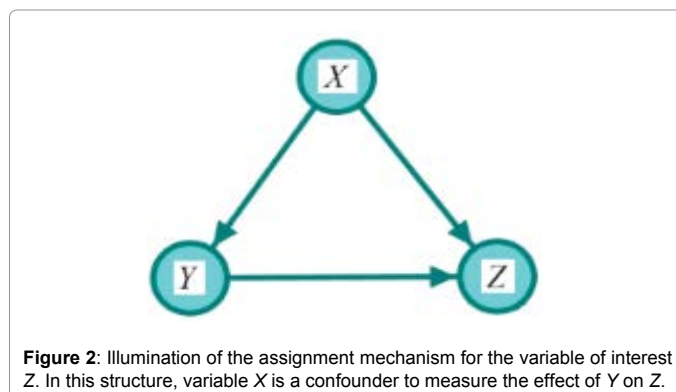 X
Y
Z
Figure 2: Illumination of the assignment mechanism for the variable of interest
Z. In this structure, variable X is a confounder to measure the effect of Y on Z.